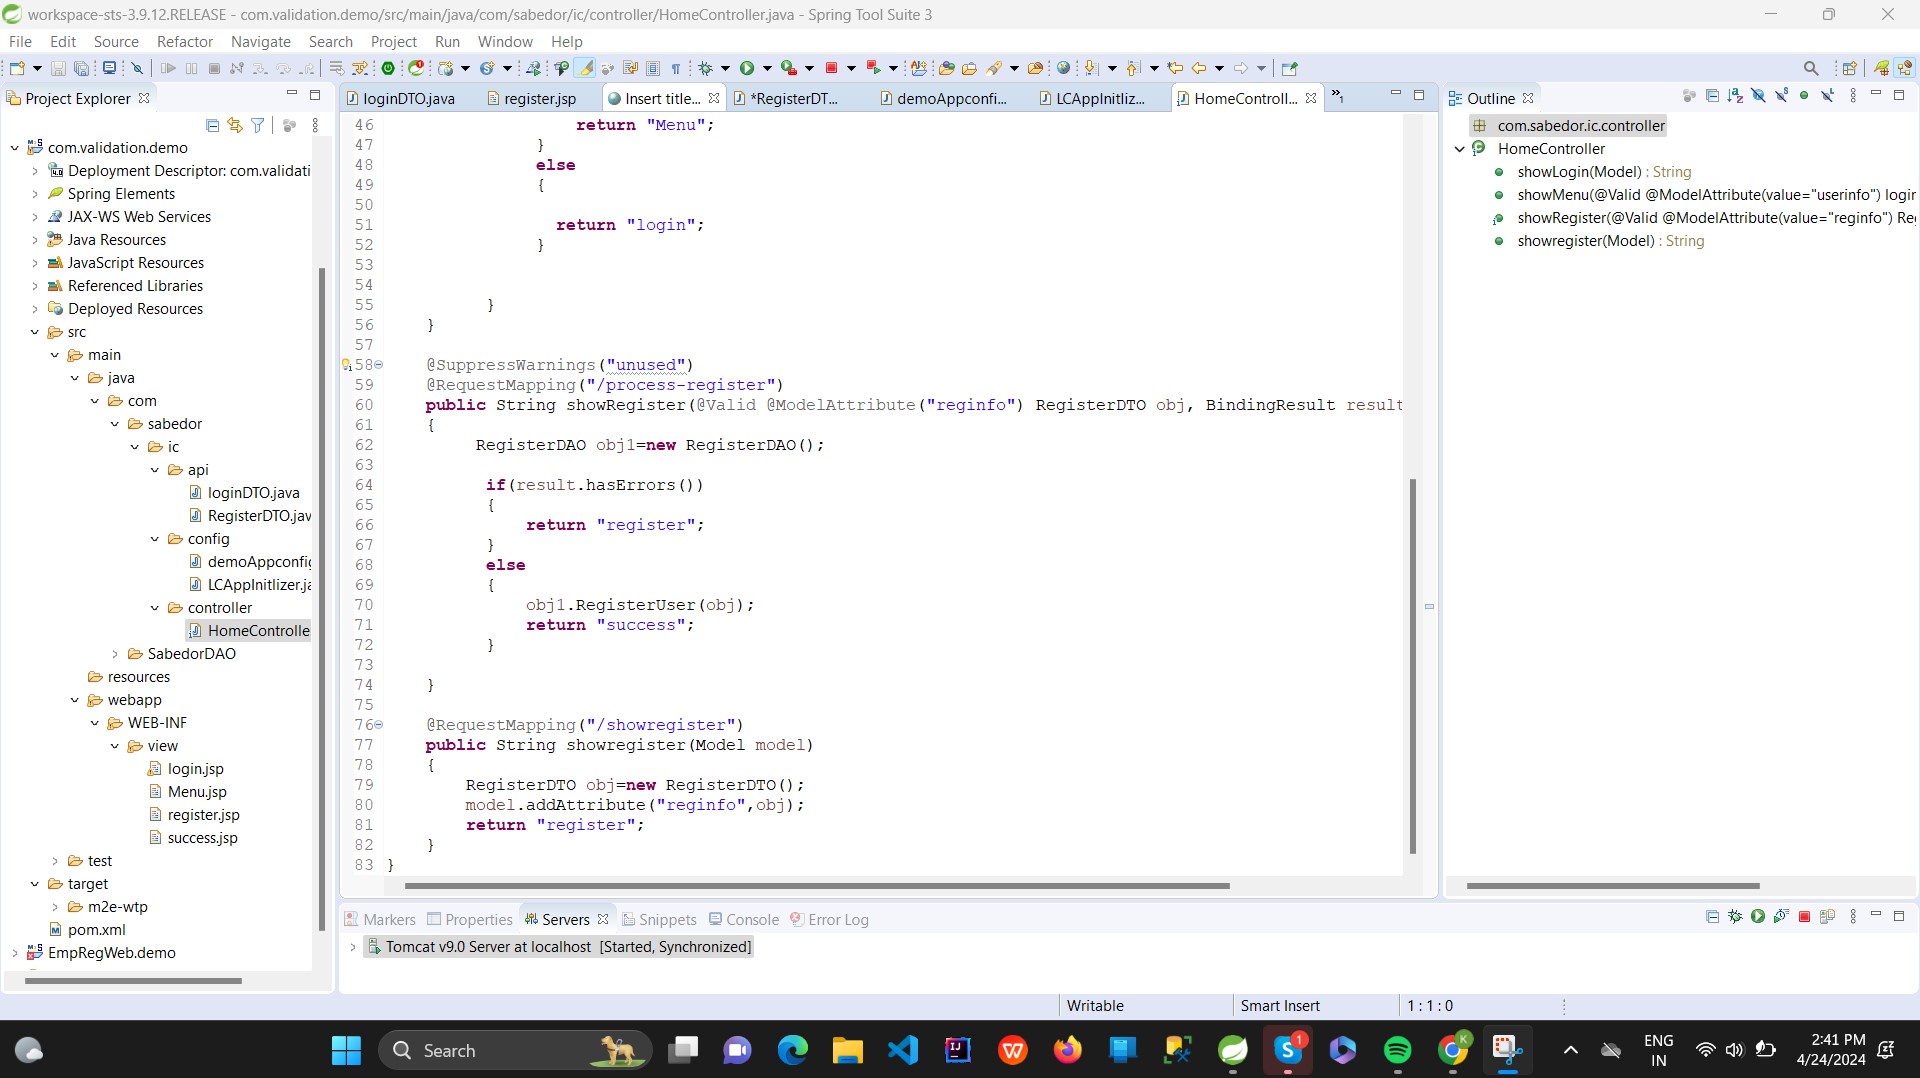 workspace-sts-3.9.12.RELEASE - com.validation.demo/src/main/java/com/sabedor/ic/controller/HomeController.java - Spring Tool Suite 3
File Edit Source Refactor Navigate Search Project Run Window Help
Project Explorer
com.validation.demo
Deployment Descriptor: com.validati
Spring Elements
JAX-WS Web Services
Java Resources
JavaScript Resources
Referenced Libraries
Deployed Resources
src
main
java
com
sabedor
ic
api
loginDTO.java
RegisterDTO.jav
config
demoAppconfig
LCAppInitlizer.ja
controller
HomeControlle
SabedorDAO
resources
webapp
WEB-INF
view
login.jsp
Menu.jsp
register.jsp
success.jsp
test
target
m2e-wtp
pom.xml
EmpRegWeb.demo
loginDTO.java register.jsp Insert title... *RegisterDT... demoAppconfi... LCAppInitliz... HomeControll... »1
46 return "Menu";
47 }
48 else
49 {
50
51 return "login";
52 }
53
54
55 }
56 }
57
58 @SuppressWarnings("unused")
59 @RequestMapping("/process-register")
60 public String showRegister(@Valid @ModelAttribute("reginfo") RegisterDTO obj, BindingResult result
61 {
62 RegisterDAO obj1=new RegisterDAO();
63
64 if(result.hasErrors())
65 {
66 return "register";
67 }
68 else
69 {
70 obj1.RegisterUser(obj);
71 return "success";
72 }
73
74 }
75
76 @RequestMapping("/showregister")
77 public String showregister(Model model)
78 {
79 RegisterDTO obj=new RegisterDTO();
80 model.addAttribute("reginfo",obj);
81 return "register";
82 }
83 }
Outline
com.sabedor.ic.controller
HomeController
showLogin(Model) : String
showMenu(@Valid @ModelAttribute(value="userinfo") login
showRegister(@Valid @ModelAttribute(value="reginfo") Re
showregister(Model) : String
Markers Properties Servers Snippets Console Error Log
Tomcat v9.0 Server at localhost [Started, Synchronized]
Writable Smart Insert 1 : 1 : 0
Search
ENG
IN
2:41 PM
4/24/2024